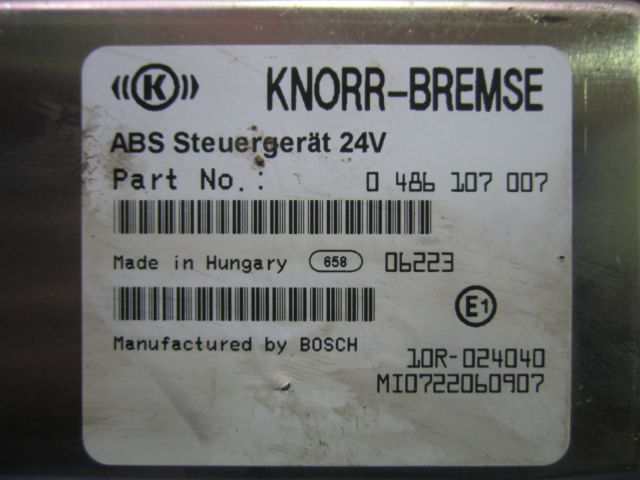 ((K)) KNORR-BREMSE
ABS Steuergerät 24V
Part No.: 0 486 107 007
Made in Hungary 658 06223
E1
Manufactured by BOSCH
10R-024040
MI0722060907